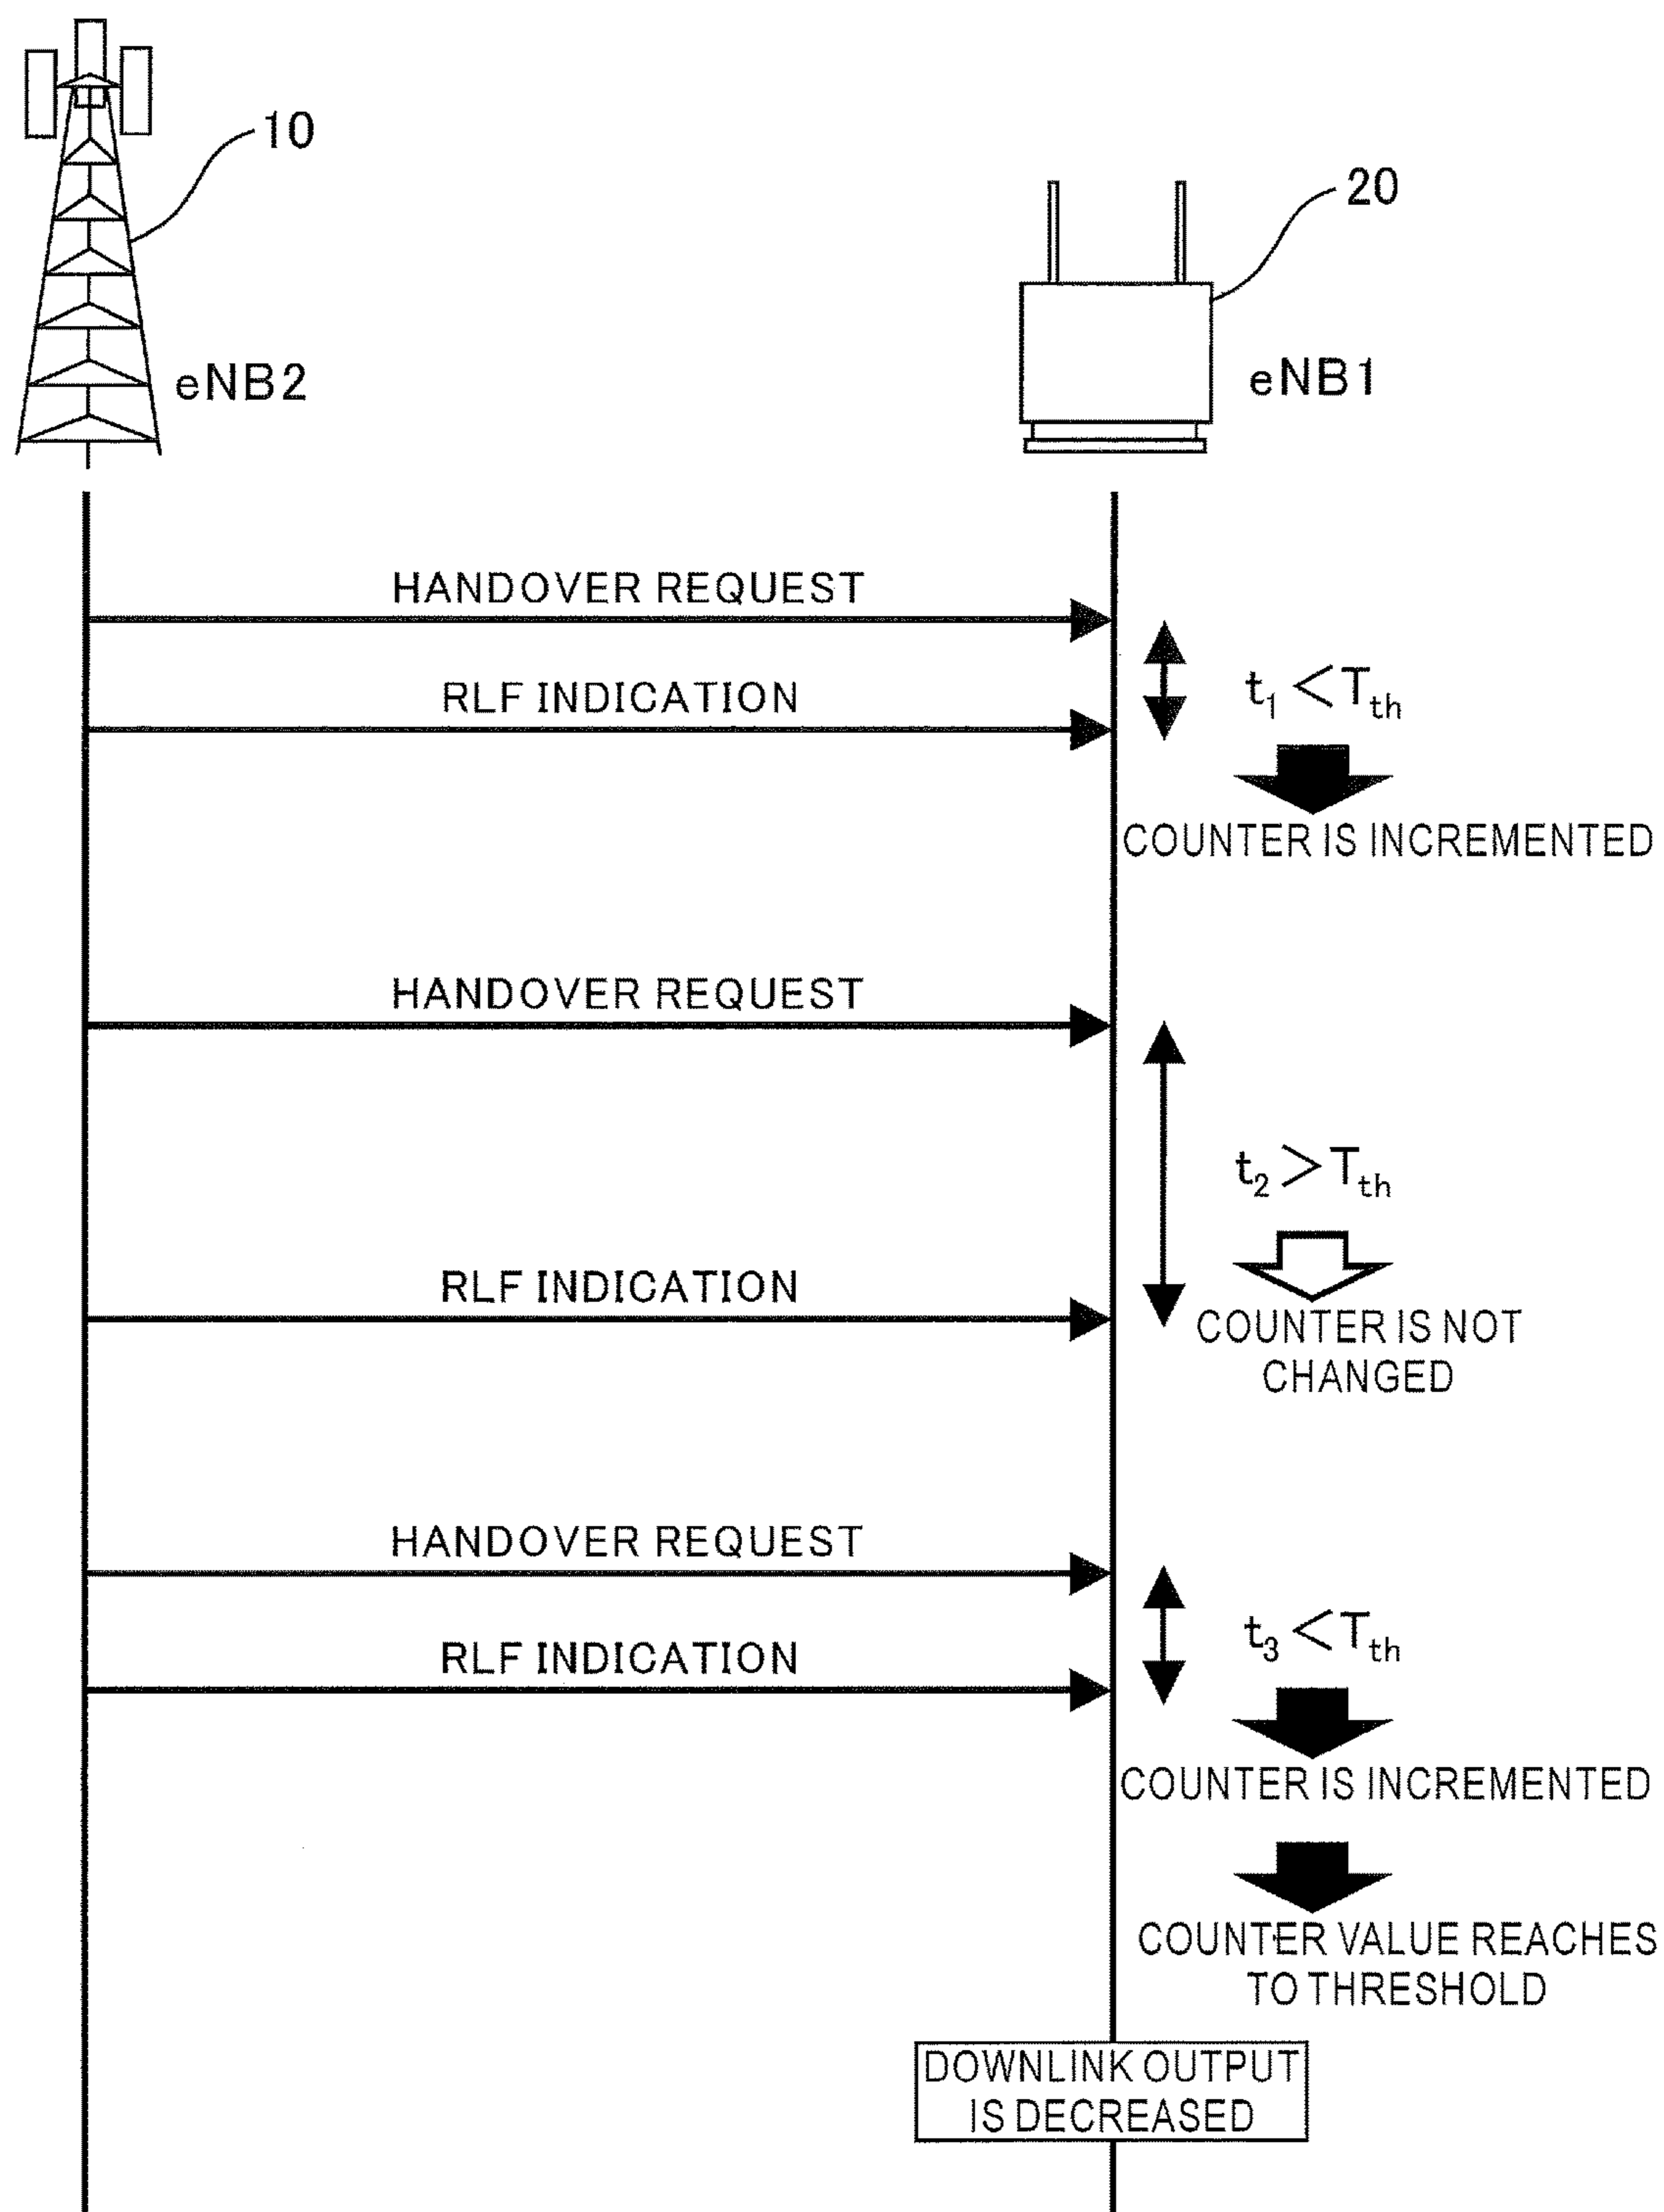 10
20
eNB2
eNB1
HANDOVER REQUEST
RLF INDICATION
t1 < Tth
COUNTER IS INCREMENTED
HANDOVER REQUEST
t2 > Tth
RLF INDICATION
COUNTER IS NOT
CHANGED
HANDOVER REQUEST
t3 < Tth
RLF INDICATION
COUNTER IS INCREMENTED
COUNTER VALUE REACHES
TO THRESHOLD
DOWNLINK OUTPUT
IS DECREASED